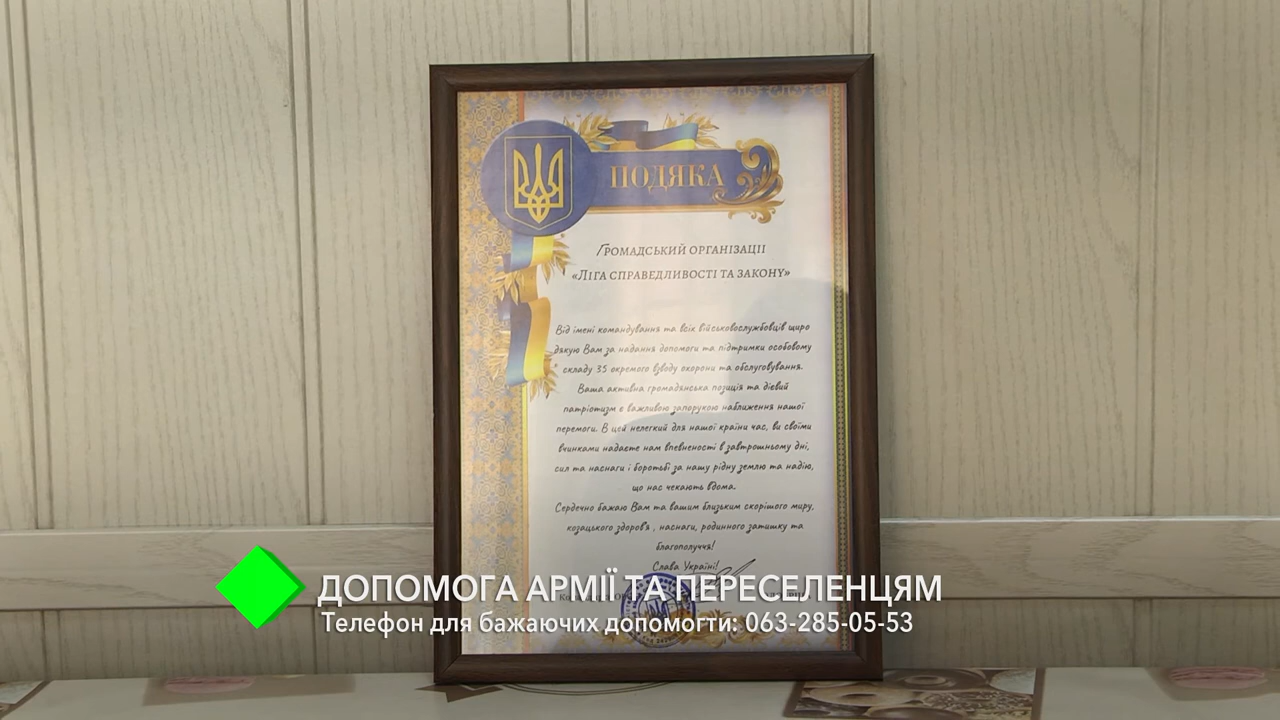 ПОДЯКА
ГРОМАДСЬКИЙ ОРГАНІЗАЦІЇ
«ЛІГА СПРАВЕДЛИВОСТІ ТА ЗАКОНУ»
Від імені командування та всіх військовослужбовців щиро
дякую Вам за надання допомоги та підтримки особовому
складу 35 окремого взводу охорони та обслуговування.
Ваша активна громадянська позиція та дієвий
патріотизм є важливою запорукою наближення нашої
перемоги. В цей нелегкий для нашої країни час, ви своїми
вчинками надаєте нам впевненості в завтрашньому дні,
сил та наснаги і боротьбі за нашу рідну землю та надію,
що нас чекають вдома.
Сердечно бажаю Вам та вашим близьким скорішого миру,
козацького здоров'я , наснаги, родинного затишку та
благополуччя!
Слава Україні!
ДОПОМОГА АРМІЇ ТА ПЕРЕСЕЛЕНЦЯМ
Телефон для бажаючих допомогти: 063-285-05-53